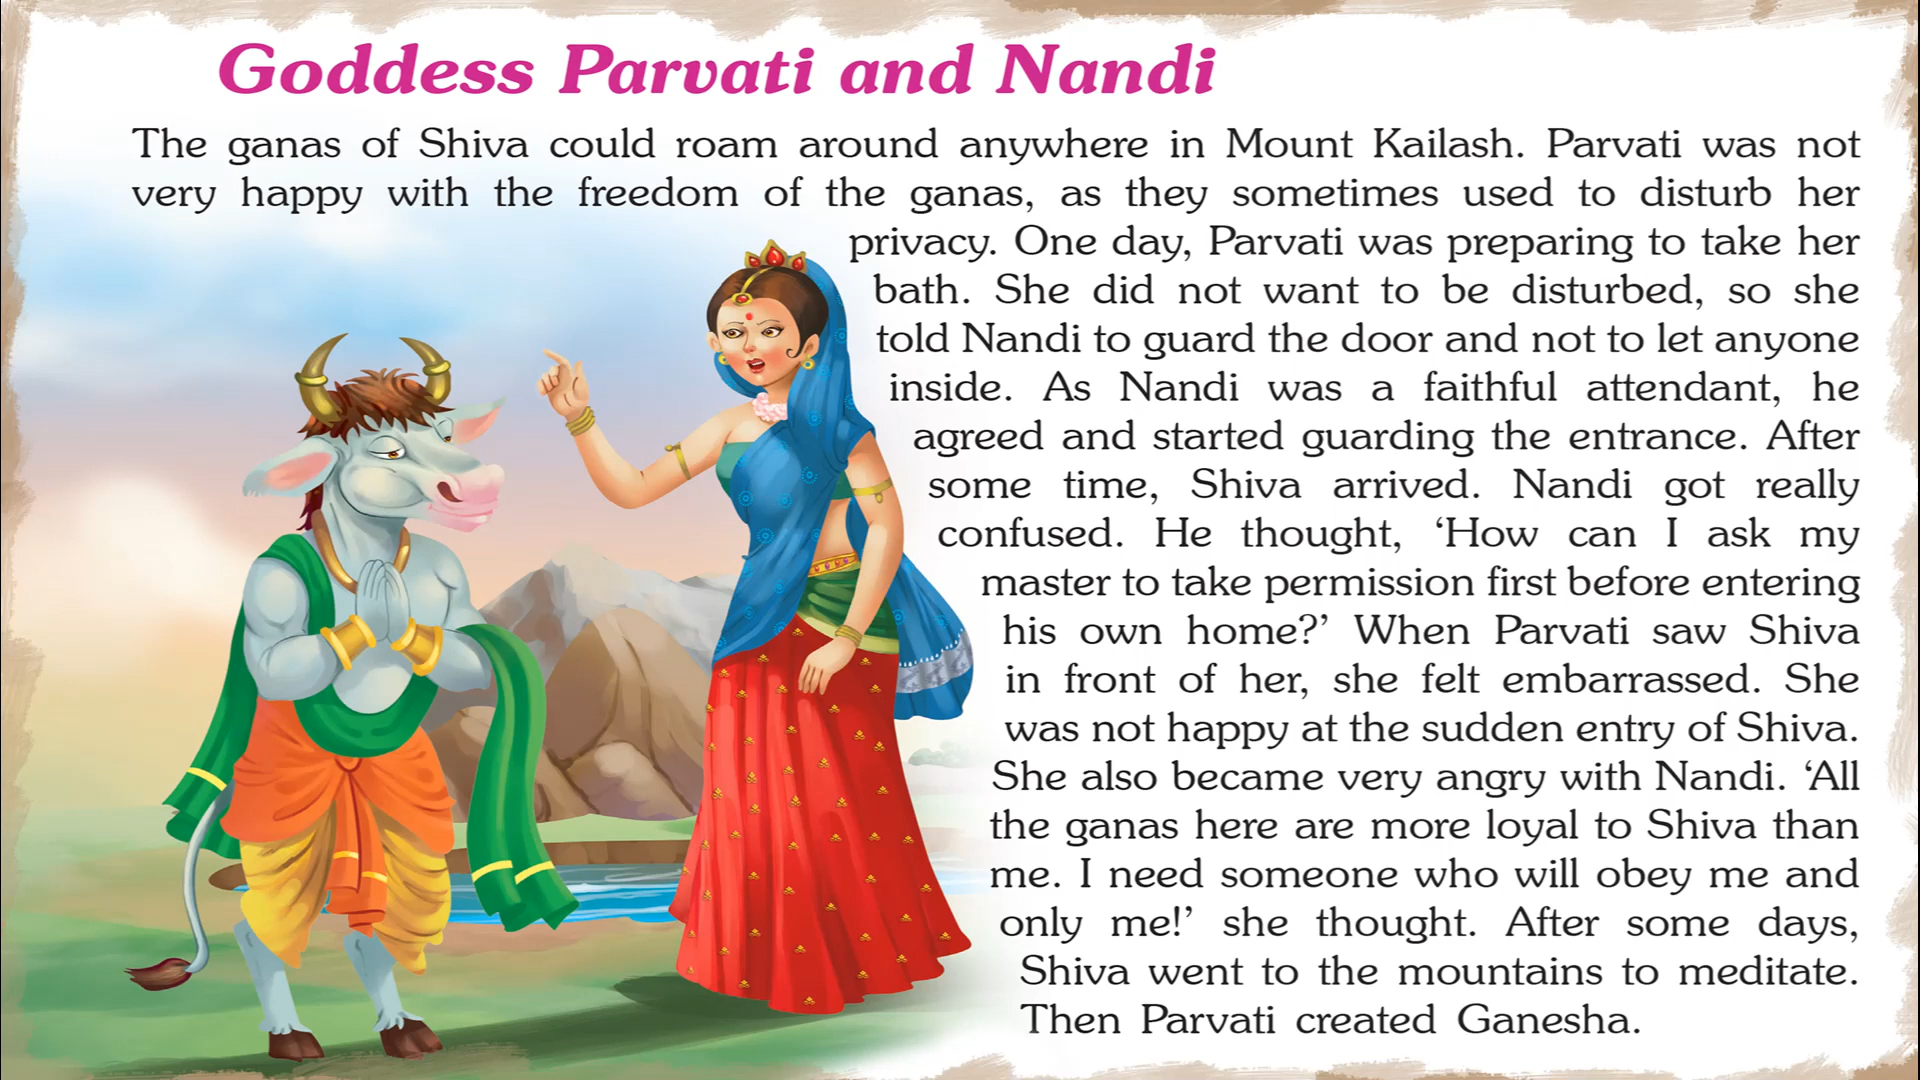 Goddess Parvati and Nandi
The ganas of Shiva could roam around anywhere in Mount Kailash. Parvati was not
very happy with the freedom of the ganas, as they sometimes used to disturb her
privacy. One day, Parvati was preparing to take her
bath. She did not want to be disturbed, so she
told Nandi to guard the door and not to let anyone
inside. As Nandi was a faithful attendant, he
agreed and started guarding the entrance. After
some time, Shiva arrived. Nandi got really
confused. He thought, ‘How can I ask my
master to take permission first before entering
his own home?’ When Parvati saw Shiva
in front of her, she felt embarrassed. She
was not happy at the sudden entry of Shiva.
She also became very angry with Nandi. ‘All
the ganas here are more loyal to Shiva than
me. I need someone who will obey me and
only me!’ she thought. After some days,
Shiva went to the mountains to meditate.
Then Parvati created Ganesha.